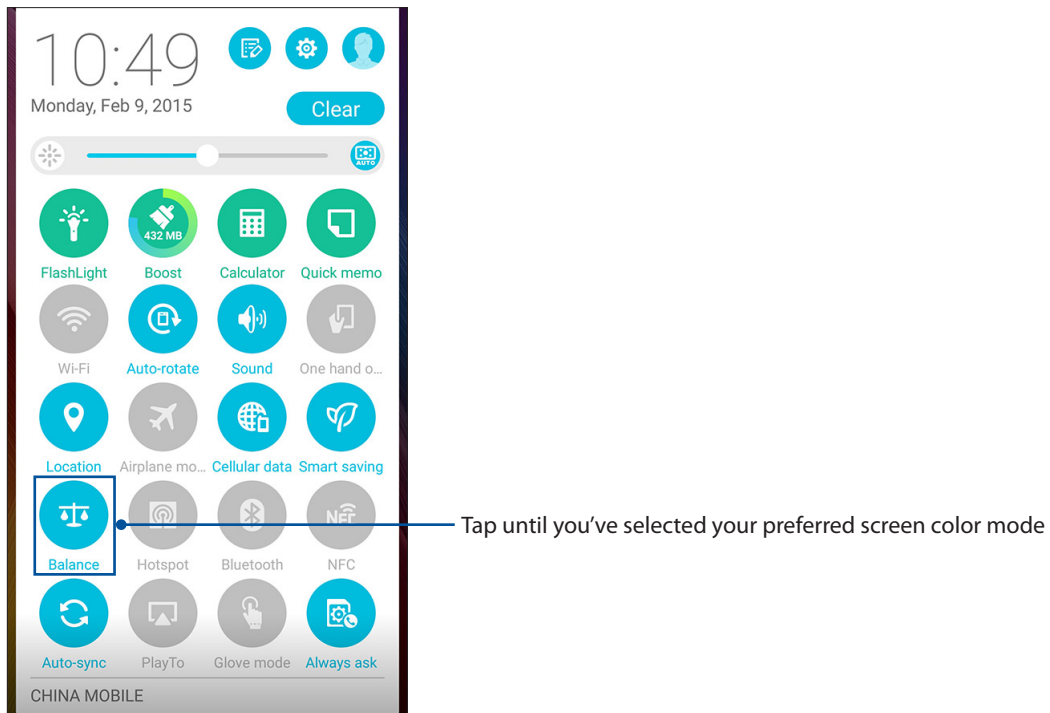 10:49
Monday, Feb 9, 2015
Clear
AUTO
432 MB
FlashLight Boost Calculator Quick memo
Wi-Fi Auto-rotate Sound One hand o...
Location Airplane mo... Cellular data Smart saving
NFC
Tap until you’ve selected your preferred screen color mode
Balance Hotspot Bluetooth NFC
Auto-sync PlayTo Glove mode Always ask
CHINA MOBILE